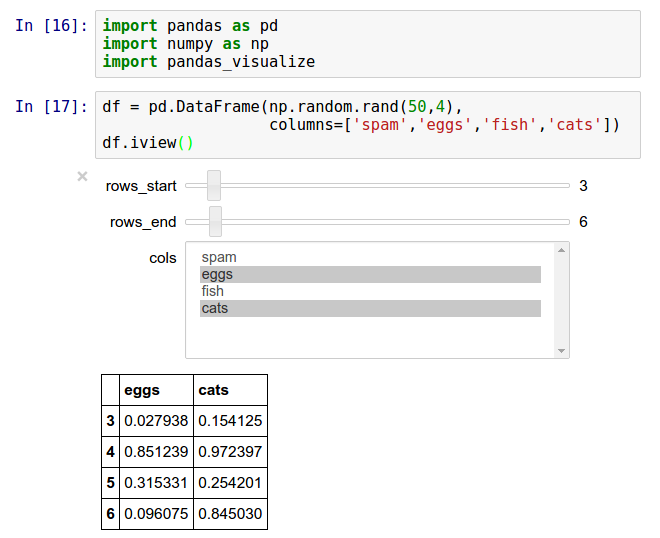 In [16]: import pandas as pd
import numpy as np
import pandas_visualize
In [17]: df = pd.DataFrame(np.random.rand(50,4),
columns=['spam','eggs','fish','cats'])
df.iview()
× rows_start 3
rows_end 6
cols spam
eggs
fish
cats
eggs cats
3 0.027938 0.154125
4 0.851239 0.972397
5 0.315331 0.254201
6 0.096075 0.845030